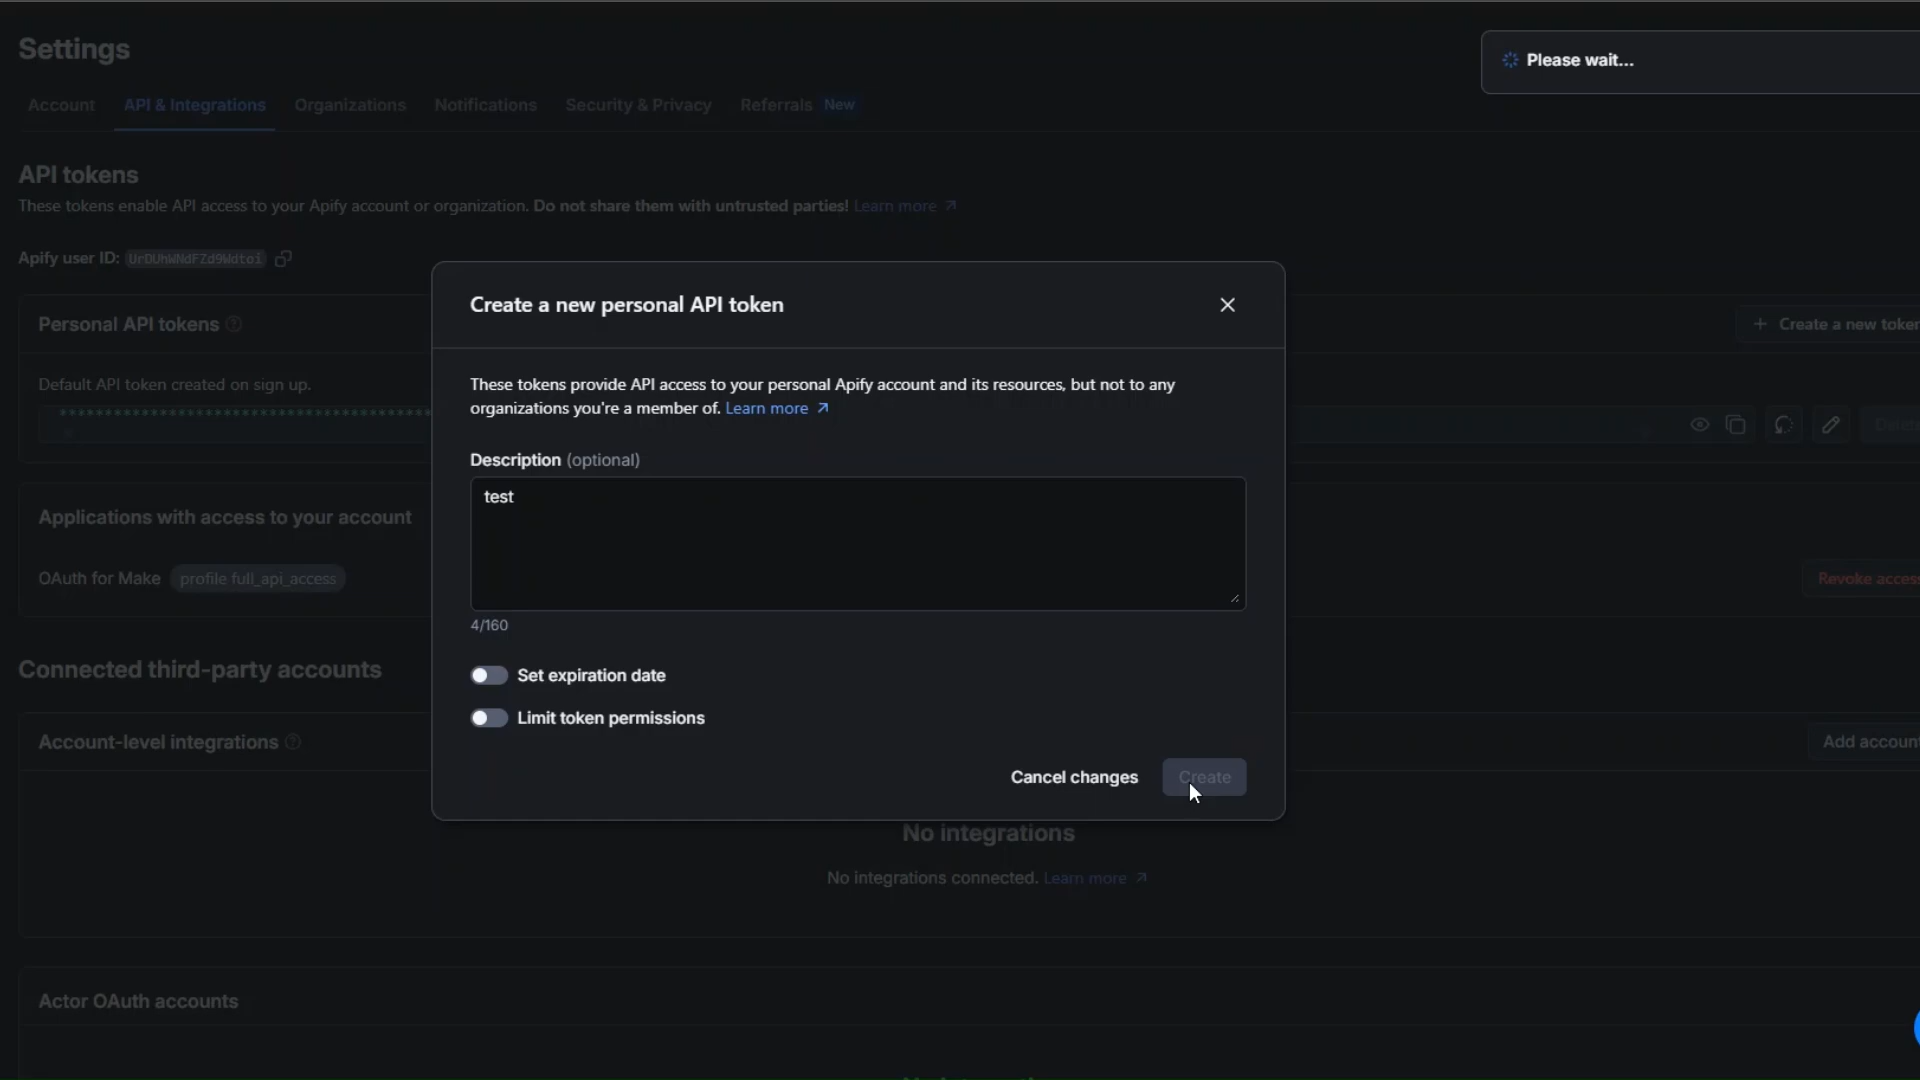 Settings
Please wait...
Account API & Integrations Organizations Notifications Security & Privacy Referrals New
API tokens
These tokens enable API access to your Apify account or organization. Do not share them with untrusted parties! Learn more
Apify user ID:
Create a new personal API token
Personal API tokens
+ Create a new
Default API token created on sign up.
****************************************
These tokens provide API access to your personal Apify account and its resources, but not to any
organizations you're a member of. Learn more
Description (optional)
test
4/160
Applications with access to your account
OAuth for Make profile full_api_access
Revoke access
Connected third-party accounts
Set expiration date
Limit token permissions
Account-level integrations
Add account
Cancel changes Create
No integrations
No integrations connected. Learn more
Actor OAuth accounts